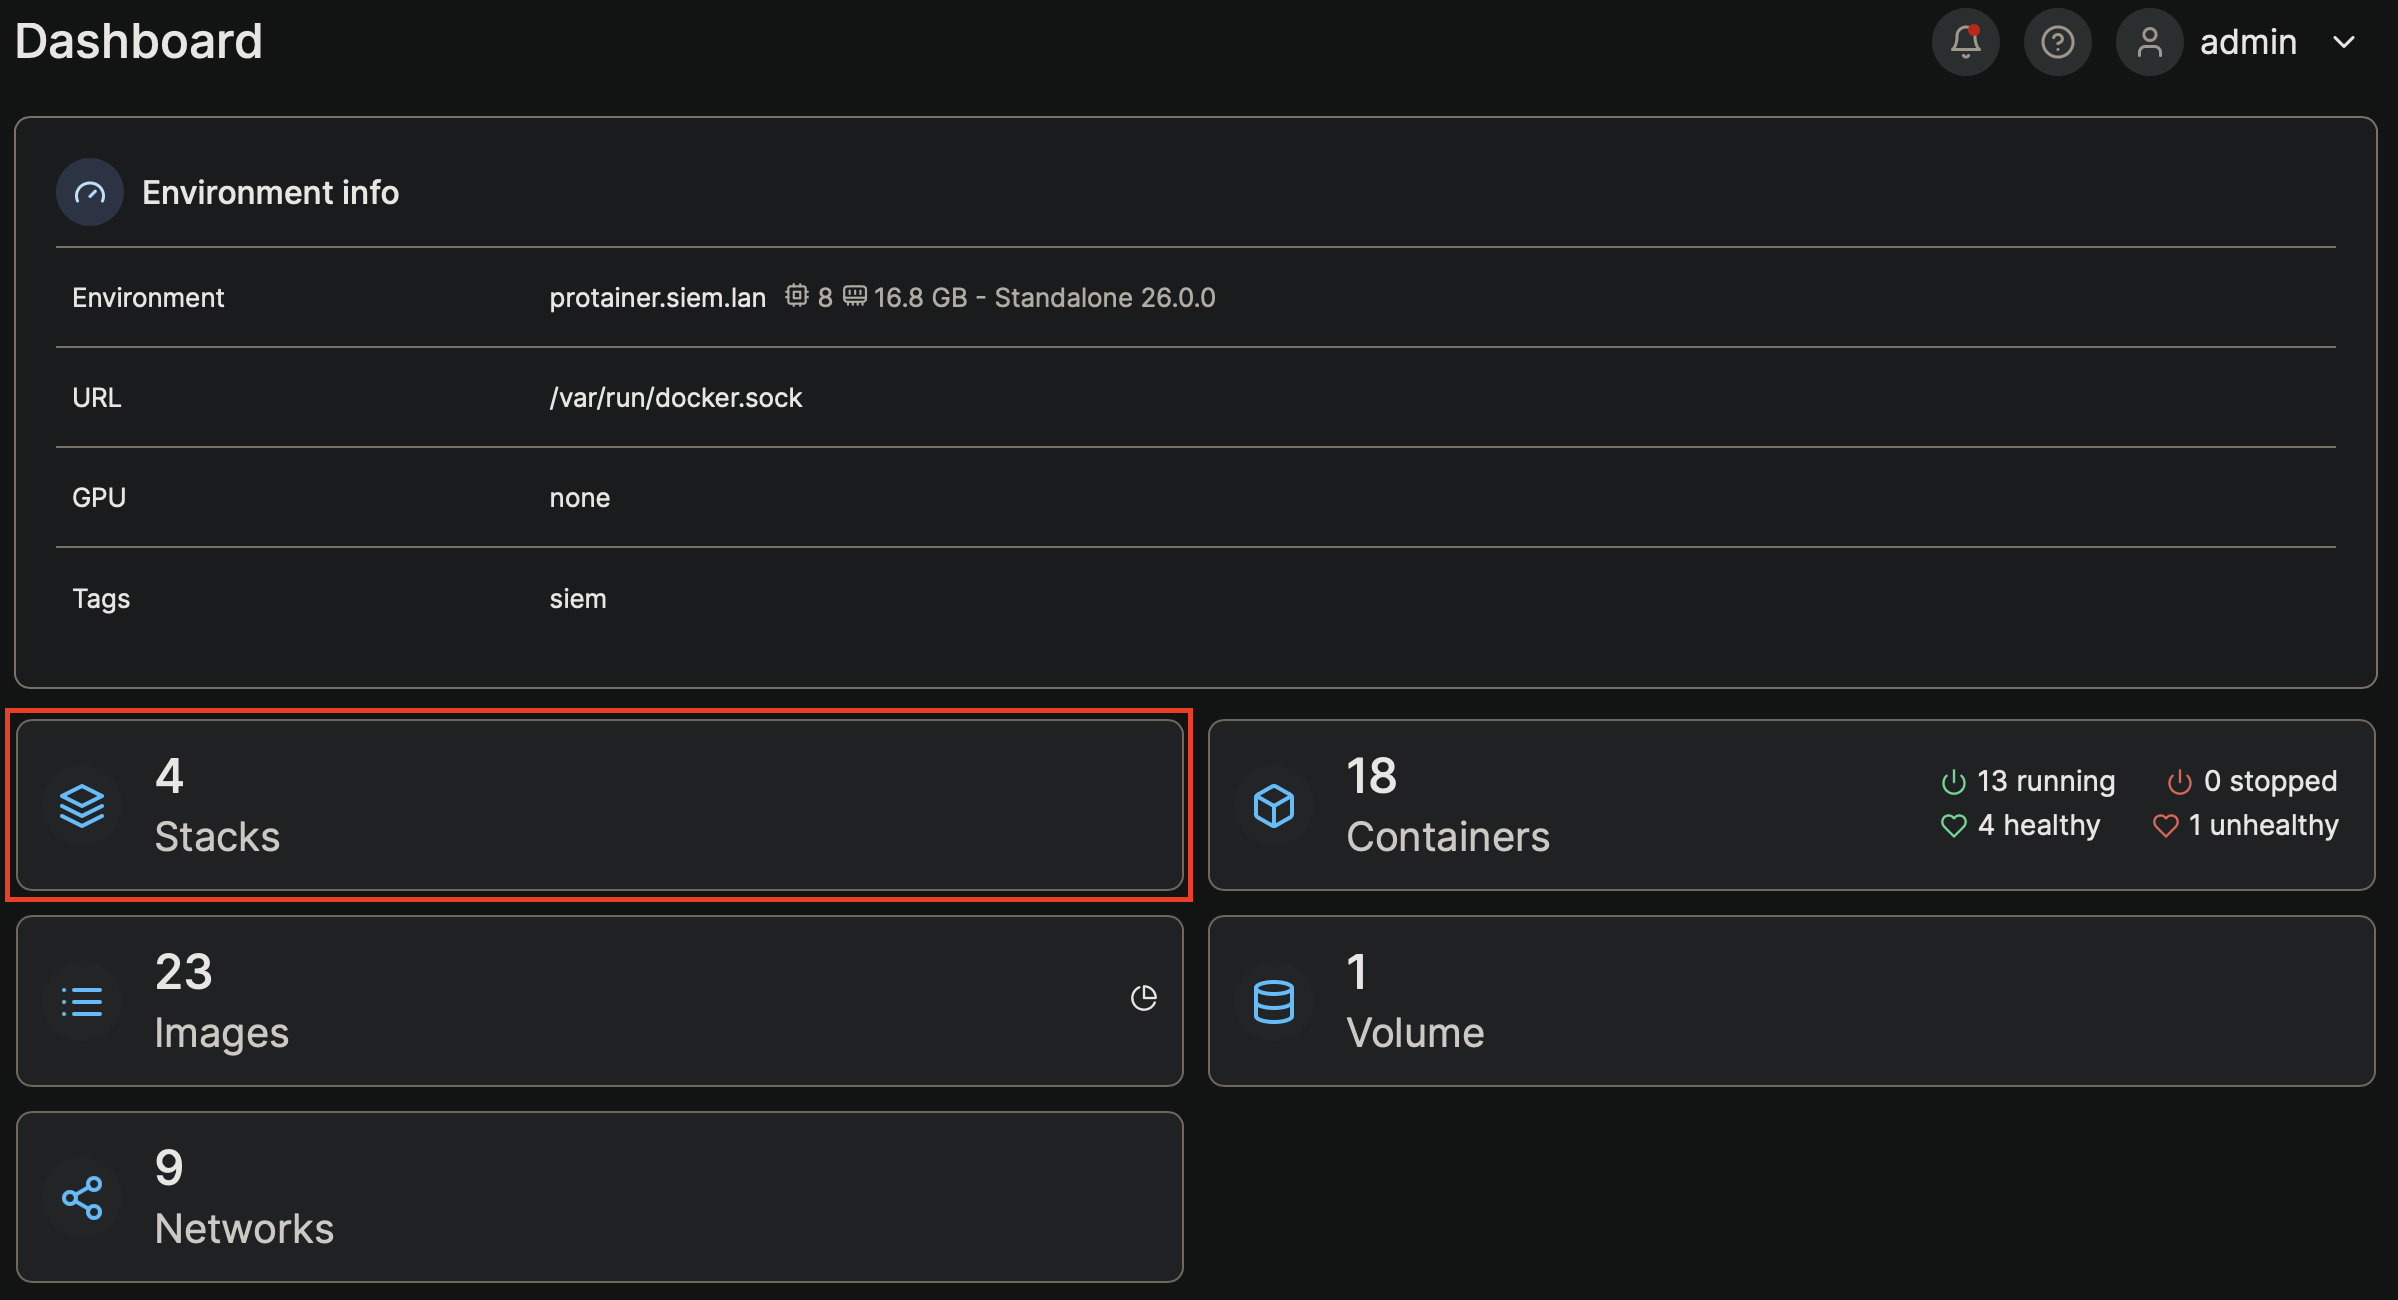 Dashboard
admin
Environment info
Environment protainer.siem.lan 8 16.8 GB - Standalone 26.0.0
URL /var/run/docker.sock
GPU none
Tags siem
4
Stacks
18
Containers
13 running 0 stopped
4 healthy 1 unhealthy
23
Images
1
Volume
9
Networks